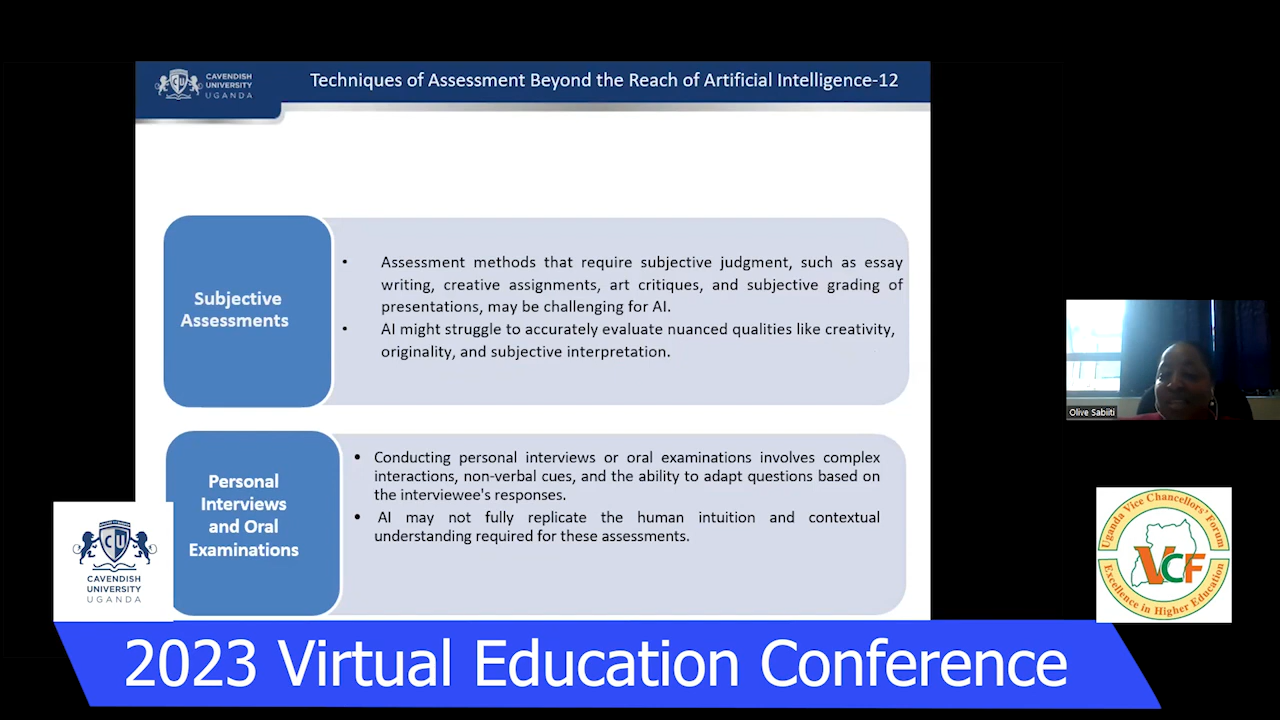 CAVENDISH
UNIVERSITY
UGANDA
Techniques of Assessment Beyond the Reach of Artificial Intelligence-12
Subjective
Assessments
• Assessment methods that require subjective judgment, such as essay
writing, creative assignments, art critiques, and subjective grading of
presentations, may be challenging for AI.
• AI might struggle to accurately evaluate nuanced qualities like creativity,
originality, and subjective interpretation.
Personal
Interviews
and Oral
Examinations
• Conducting personal interviews or oral examinations involves complex
interactions, non-verbal cues, and the ability to adapt questions based on
the interviewee's responses.
• AI may not fully replicate the human intuition and contextual
understanding required for these assessments.
Olive Sabiiti
CU
CAVENDISH
UNIVERSITY
UGANDA
Uganda Vice Chancellors' Forum
VCF
Excellence in Higher Education
2023 Virtual Education Conference